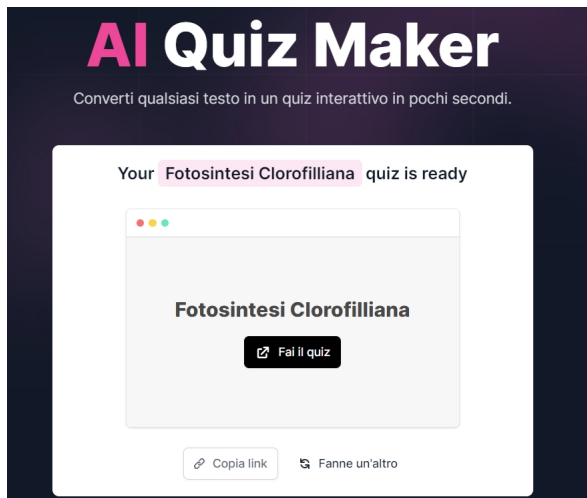 AI Quiz Maker
Converti qualsiasi testo in un quiz interattivo in pochi secondi.
Your Fotosintesi Clorofilliana quiz is ready
Fotosintesi Clorofilliana
Fai il quiz
Copia link Fanne un'altro